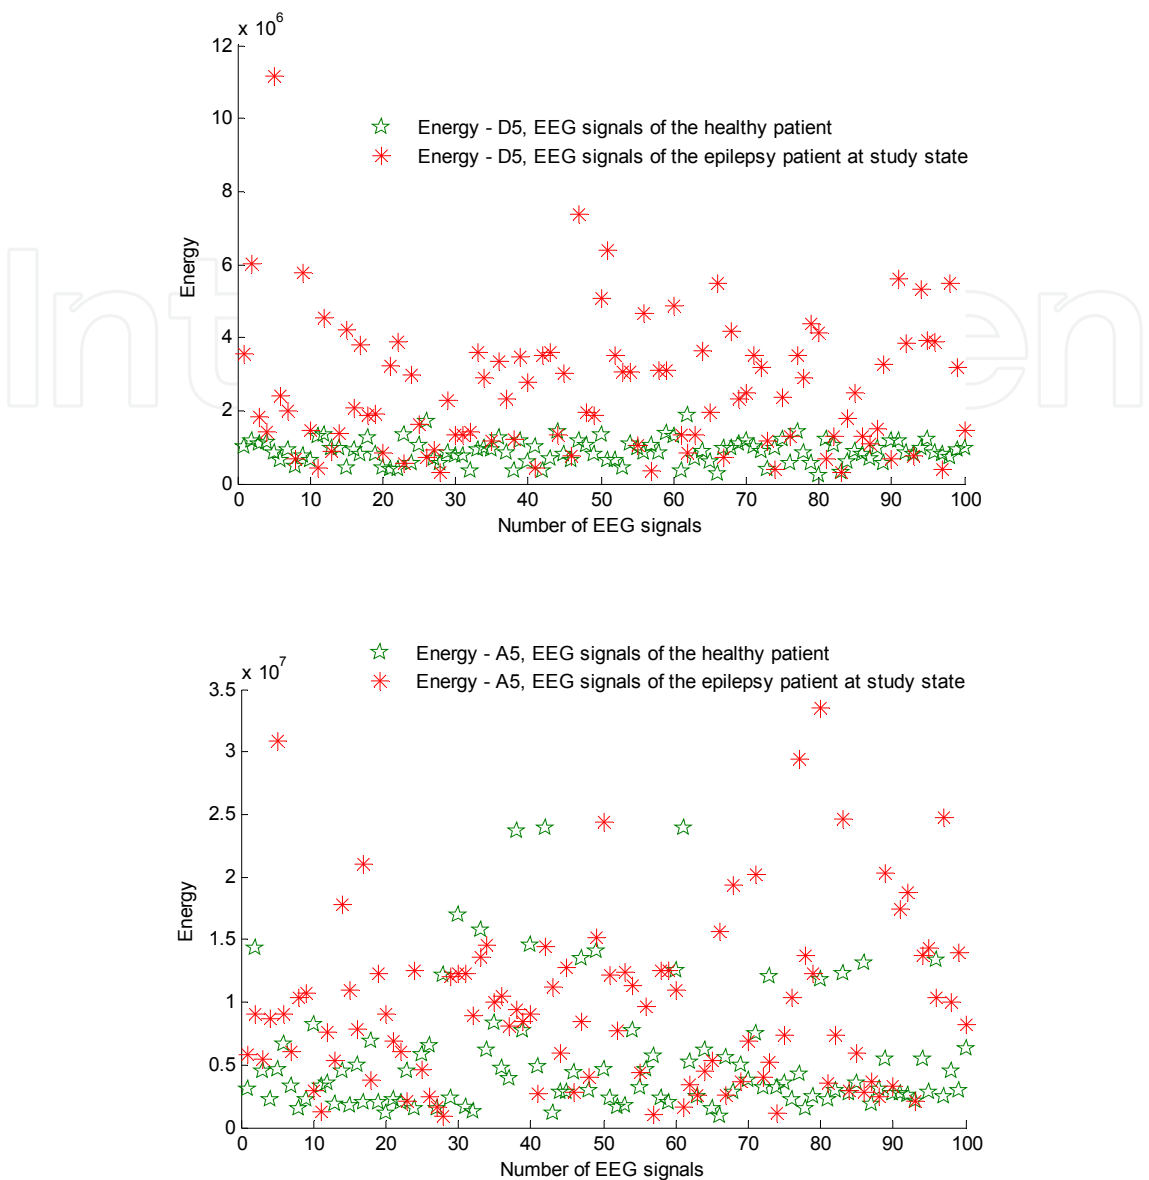 x 10^6
12
10
8
6
4
2
0
Energy
Energy - D5, EEG signals of the healthy patient
Energy - D5, EEG signals of the epilepsy patient at study state
0 10 20 30 40 50 60 70 80 90 100
Number of EEG signals
Energy - A5, EEG signals of the healthy patient
Energy - A5, EEG signals of the epilepsy patient at study state
x 10^7
3.5
3
2.5
2
1.5
1
0.5
0
Energy
0 10 20 30 40 50 60 70 80 90 100
Number of EEG signals